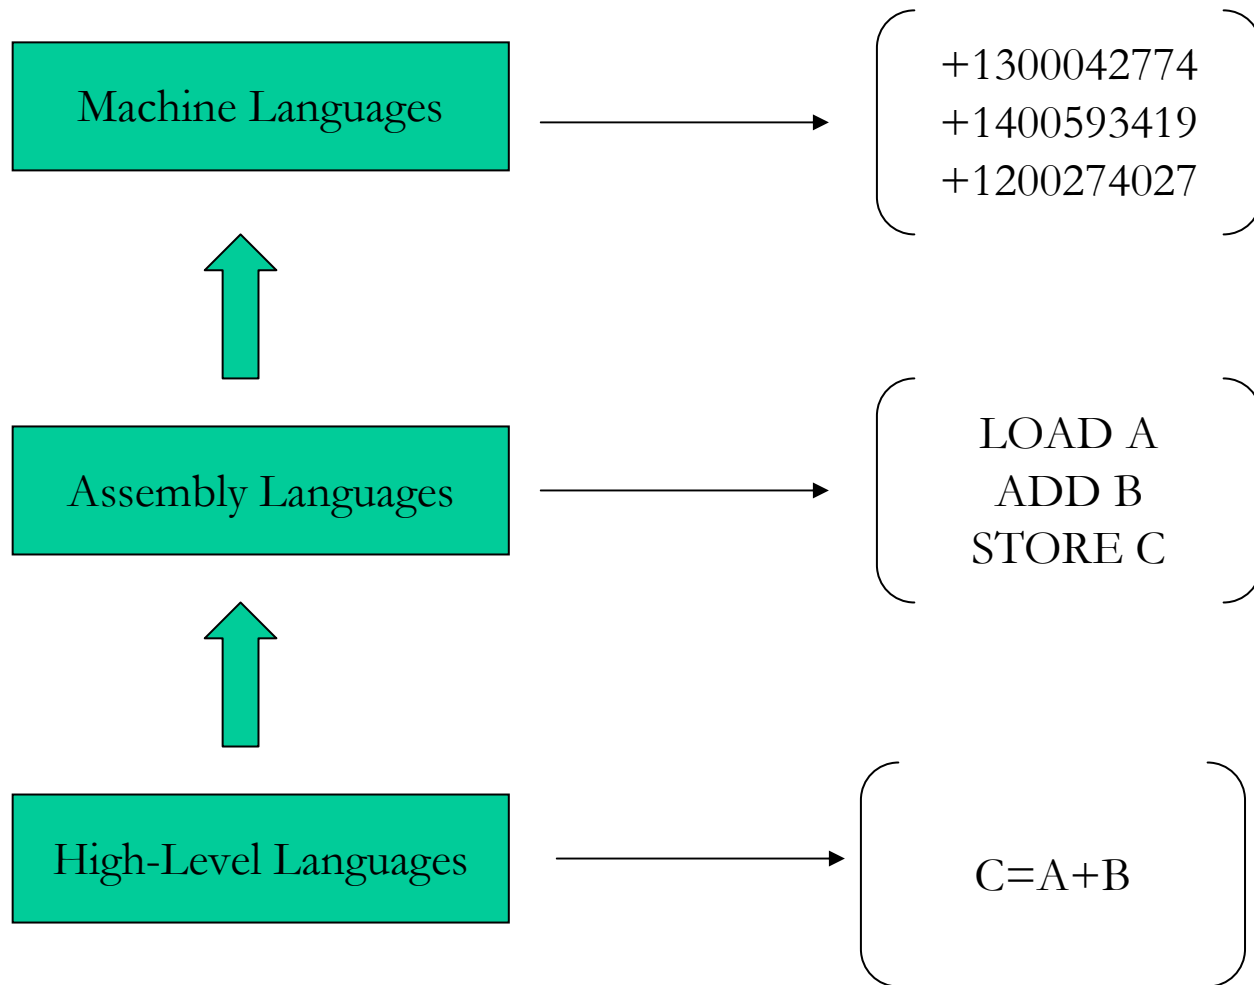 Machine Languages
+1300042774
+1400593419
+1200274027
Assembly Languages
LOAD A
ADD B
STORE C
High-Level Languages
C=A+B